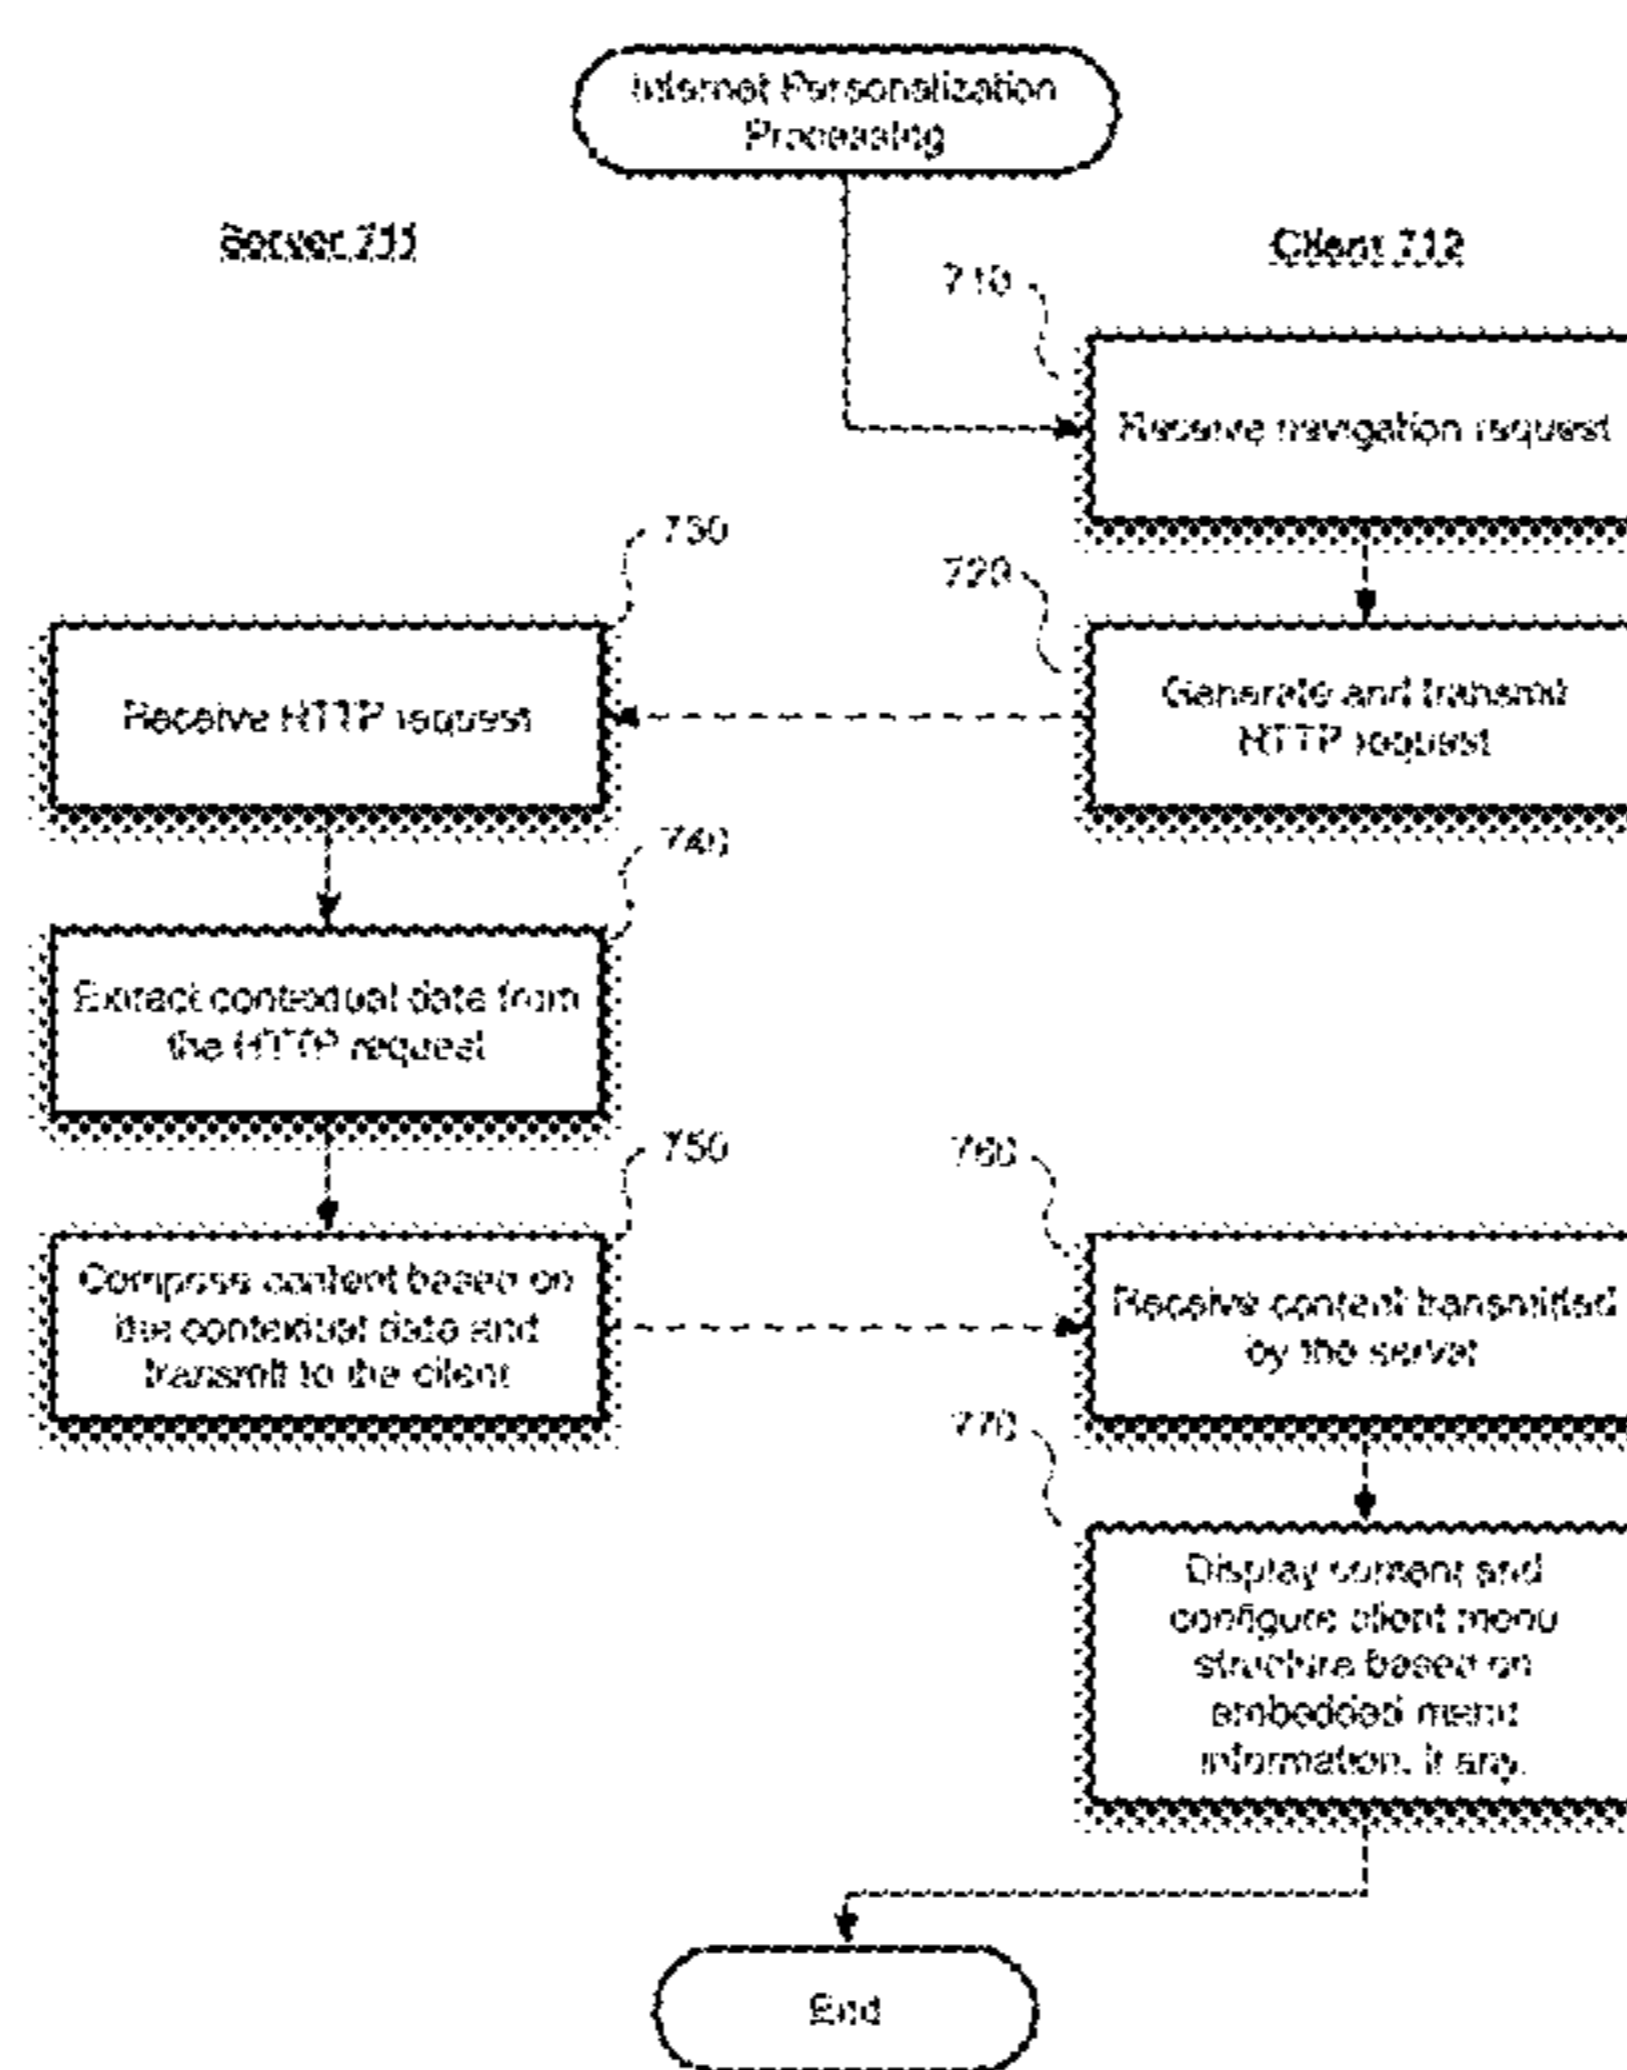 Internet Personalization
Processing
Server 711
Client 712
710
Receive navigation request
730
720
Receive HTTP request
Generate and transmit
HTTP request
740
Extract contextual data from
the HTTP request
750
760
Compose content based on
the contextual data and
transmit to the client
Receive content transmitted
by the server
770
Display content and
configure client menu
structure based on
embedded menu
information, if any.
End